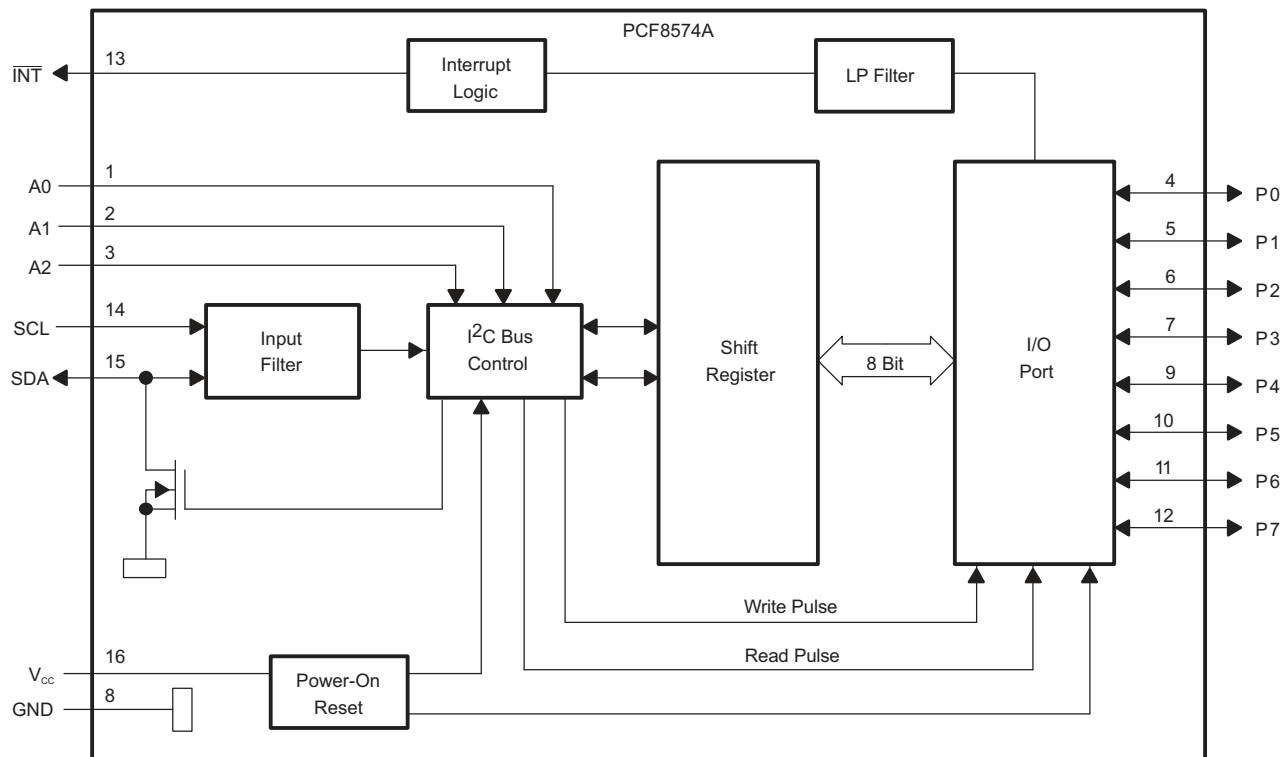 PCF8574A
INT
13
Interrupt
Logic
LP Filter
A0
1
A1
2
A2
3
SCL
14
SDA
15
Input
Filter
I²C Bus
Control
Shift
Register
8 Bit
I/O
Port
4
P0
5
P1
6
P2
7
P3
9
P4
10
P5
11
P6
12
P7
Write Pulse
Read Pulse
VCC
16
GND
8
Power-On
Reset